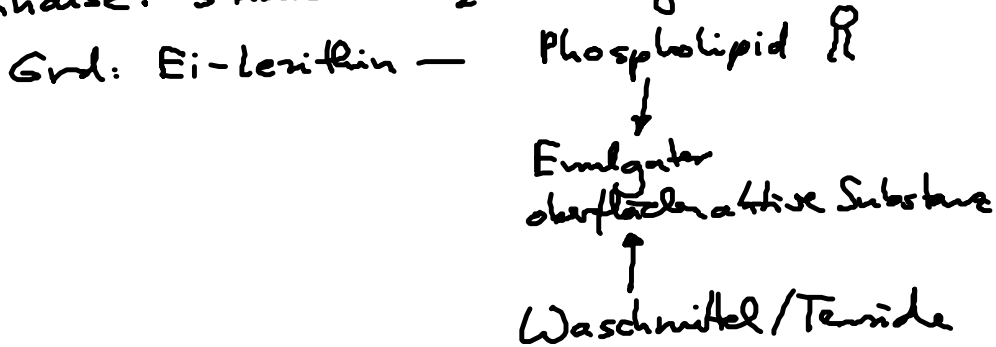 Phospholipid
Grd: Ei-Lezithin —
Emulgator
oberflächenaktive Substanz
Waschmittel/Tenside